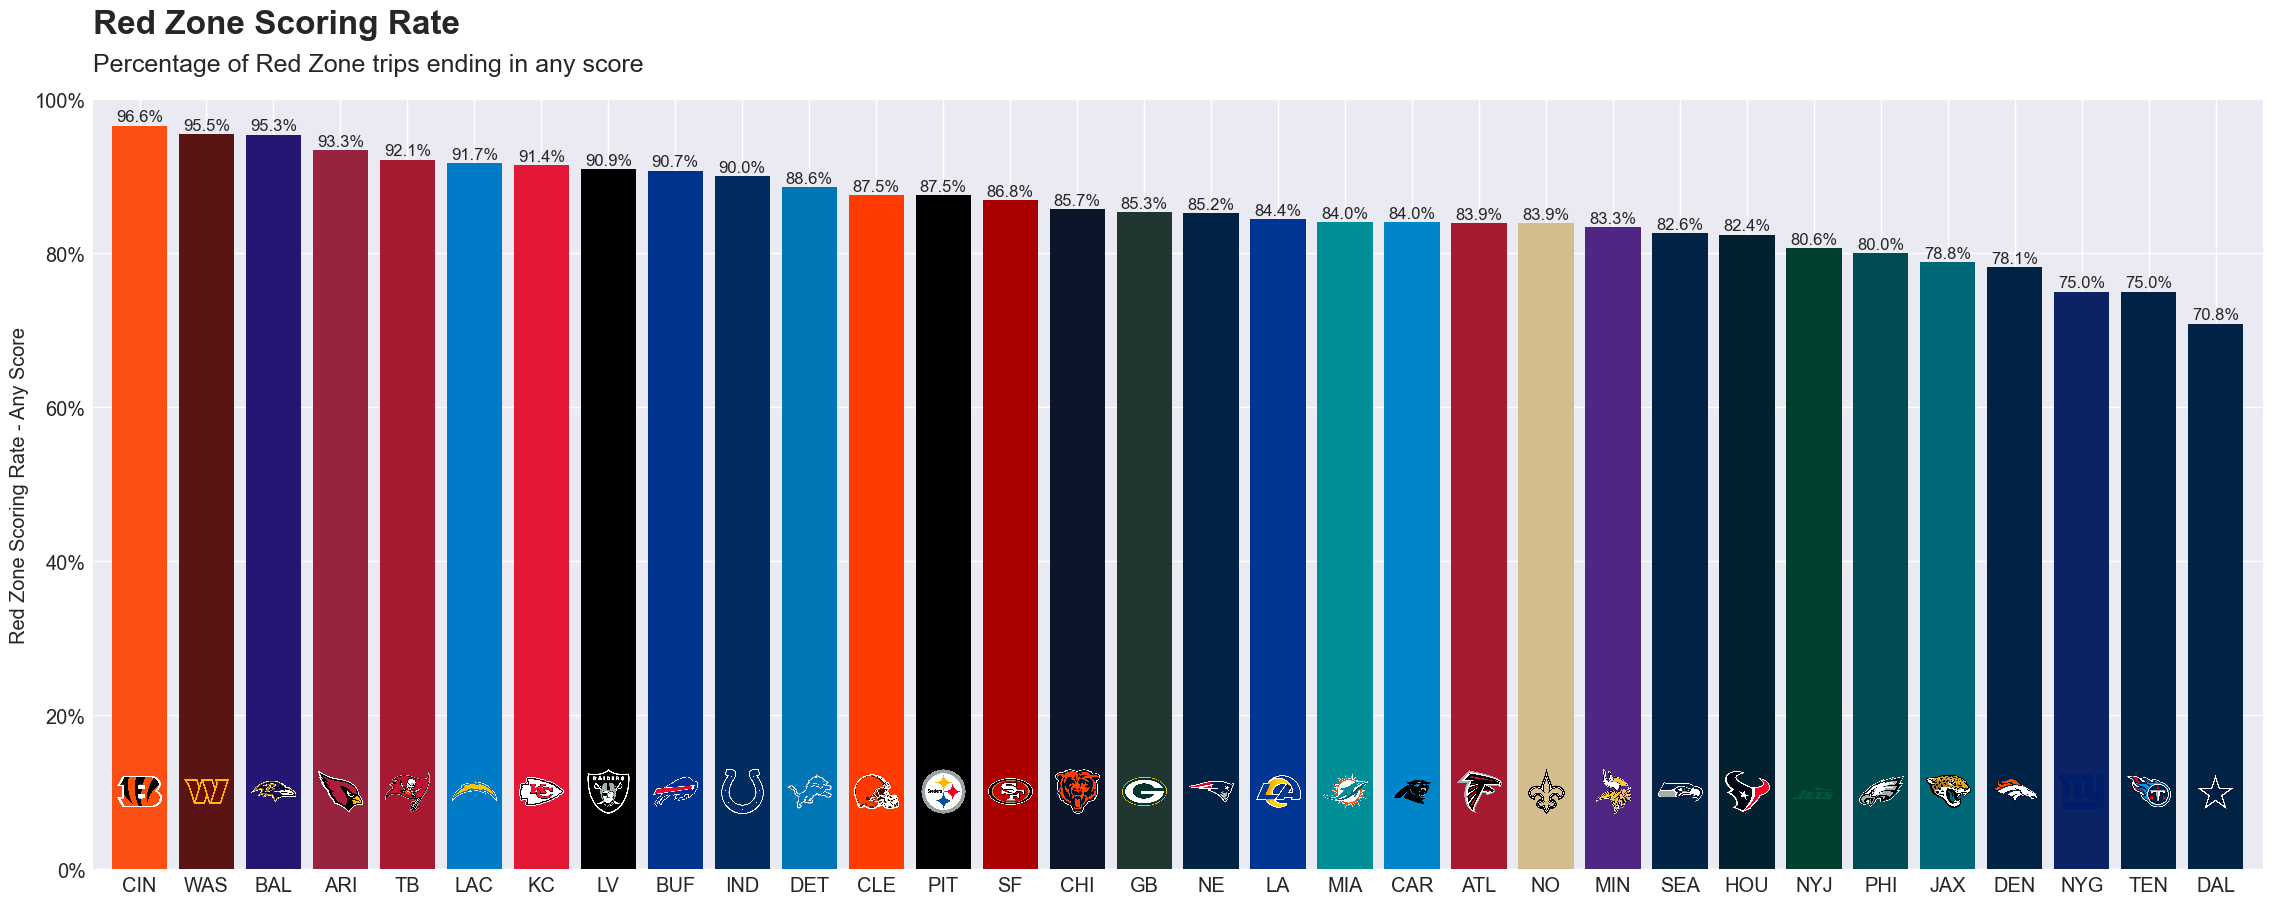 Red Zone Scoring Rate
Percentage of Red Zone trips ending in any score
Red Zone Scoring Rate - Any Score
100%
80%
60%
40%
20%
0%
96.6% 95.5% 95.3% 93.3% 92.1% 91.7% 91.4% 90.9% 90.7% 90.0% 88.6% 87.5% 87.5% 86.8% 85.7% 85.3% 85.2% 84.4% 84.0% 84.0% 83.9% 83.9% 83.3% 82.6% 82.4% 80.6% 80.0% 78.8% 78.1% 75.0% 75.0% 70.8%
W KC RAIDERS Steelers SF G JETS ny T
CIN WAS BAL ARI TB LAC KC LV BUF IND DET CLE PIT SF CHI GB NE LA MIA CAR ATL NO MIN SEA HOU NYJ PHI JAX DEN NYG TEN DAL